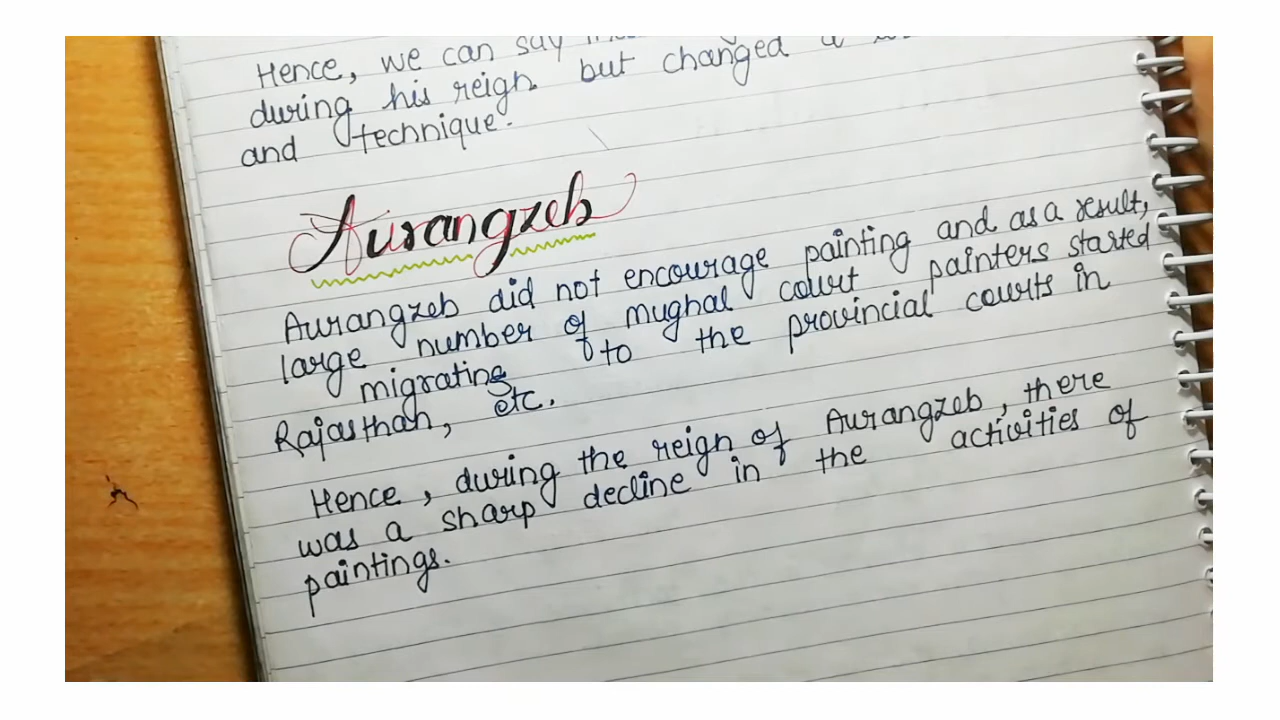 Hence, we can say
during his reign but changed a
and technique.
Aurangzeb
Aurangzeb did not encourage painting and as a result,
large number of mughal court painters started
migrating to the provincial courts in
Rajasthan, etc.
Hence, during the reign of Aurangzeb, there
was a sharp decline in the activities of
paintings.